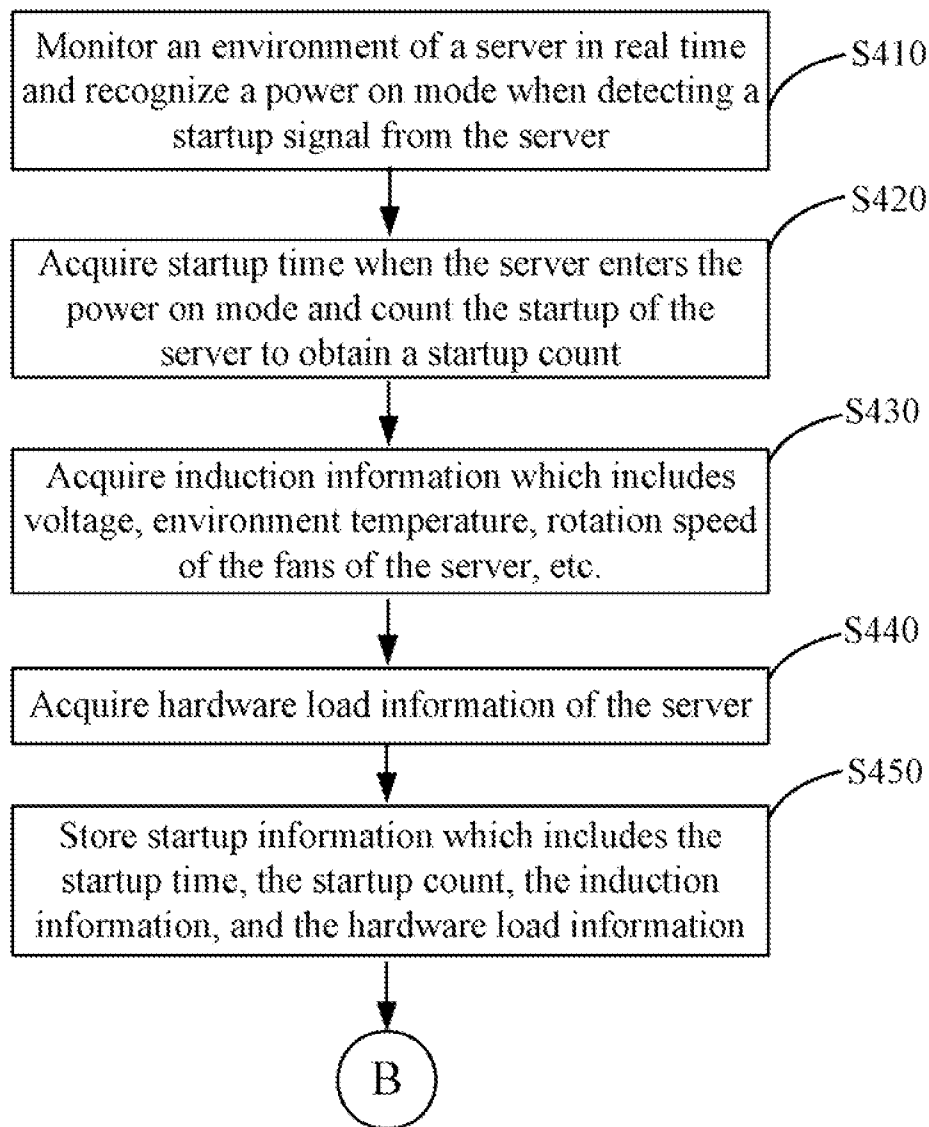 Monitor an environment of a server in real time
and recognize a power on mode when detecting a
startup signal from the server
S410
Acquire startup time when the server enters the
power on mode and count the startup of the
server to obtain a startup count
S420
Acquire induction information which includes
voltage, environment temperature, rotation speed
of the fans of the server, etc.
S430
Acquire hardware load information of the server
S440
Store startup information which includes the
startup time, the startup count, the induction
information, and the hardware load information
S450
B